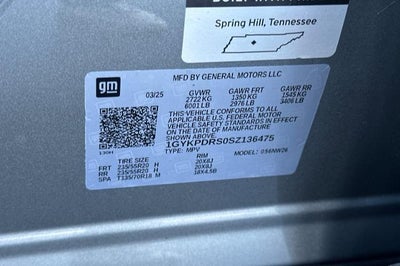 Spring Hill, Tennessee
gm
MFD BY GENERAL MOTORS LLC
03/25 GVWR GAWR FRT GAWR RR
2722 KG 1350 KG 1545 KG
6001 LB 2976 LB 3406 LB
THIS VEHICLE CONFORMS TO ALL
APPLICABLE U.S. FEDERAL MOTOR
VEHICLE SAFETY STANDARDS IN
EFFECT ON THE DATE OF MANUFACTURE
SHOWN ABOVE.
1GYKPDRS0SZ136475
TYPE: MPV MODEL:
TIRE SIZE RIM
FRT 235/55R20 H 20X8J
RR 235/55R20 H 20X8J
SPA T135/70R18 M 18X4.5B